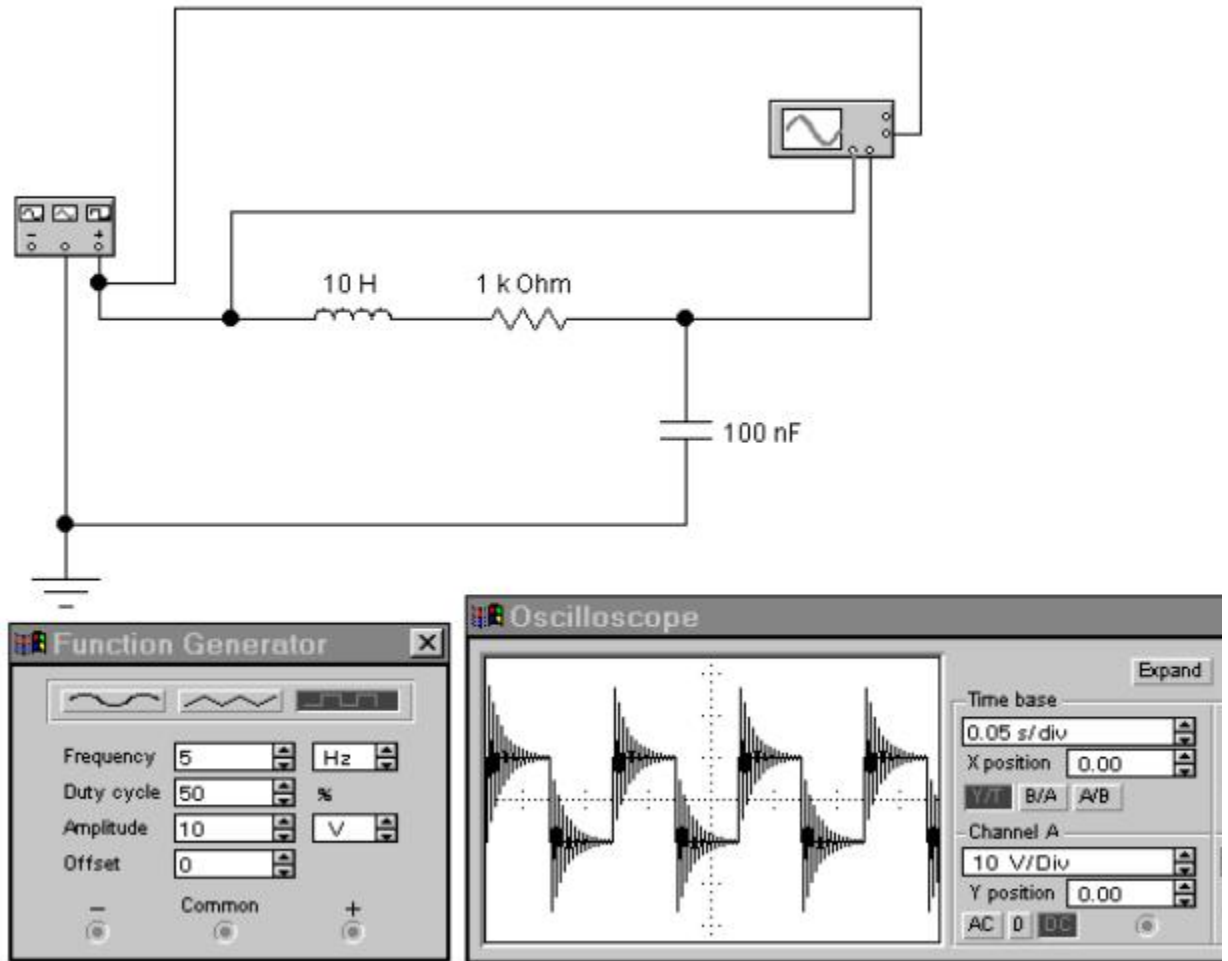 − +
10 H
1 k Ohm
100 nF
Function Generator
Frequency 5 Hz
Duty cycle 50 %
Amplitude 10 V
Offset 0
− Common +
Oscilloscope
Expand
Time base
0.05 s/div
X position 0.00
Y/T B/A A/B
Channel A
10 V/Div
Y position 0.00
AC 0 DC